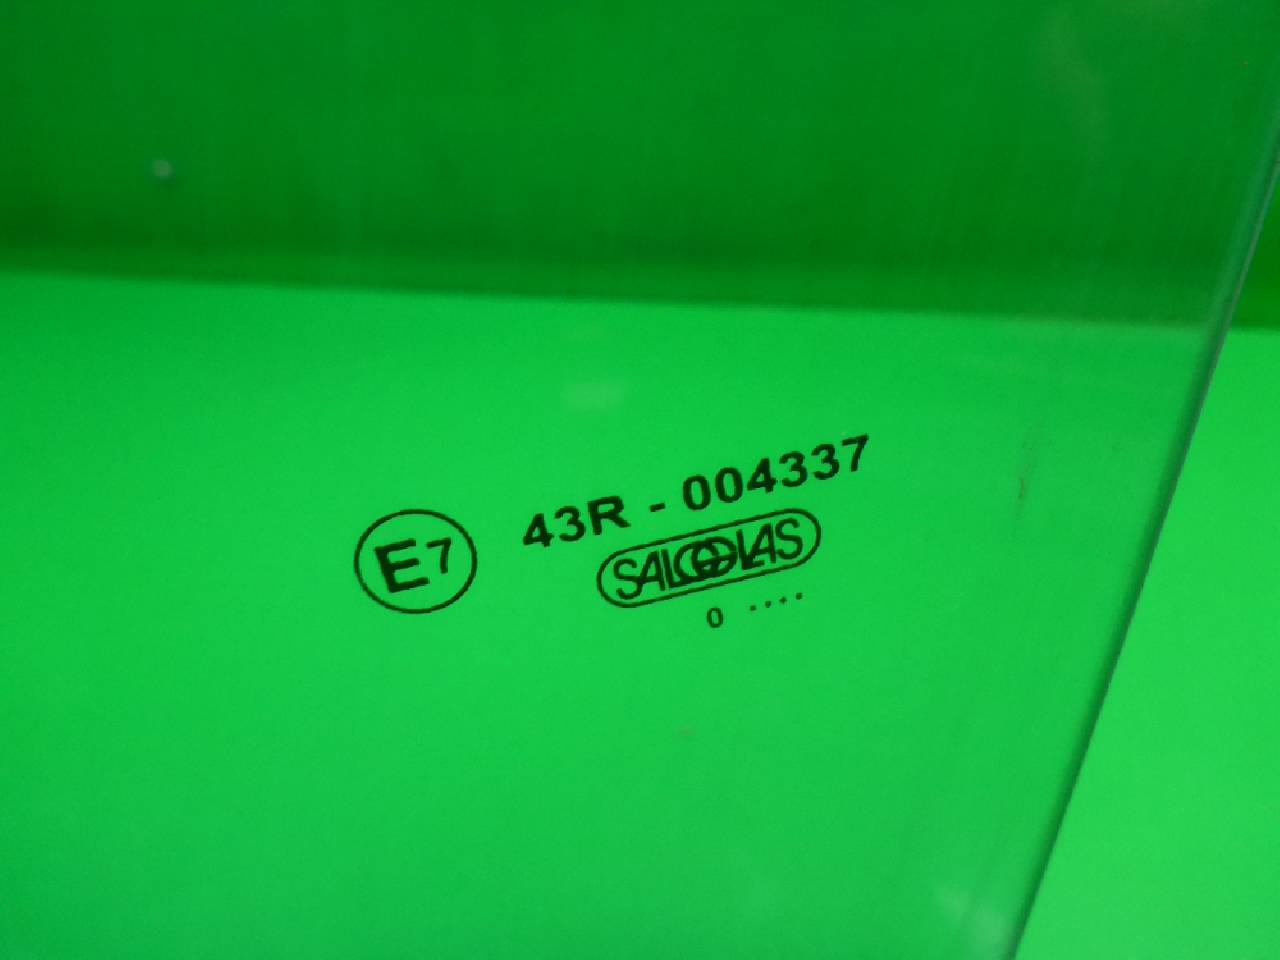 E7
43R - 004337
SALGGLAS
0 ....